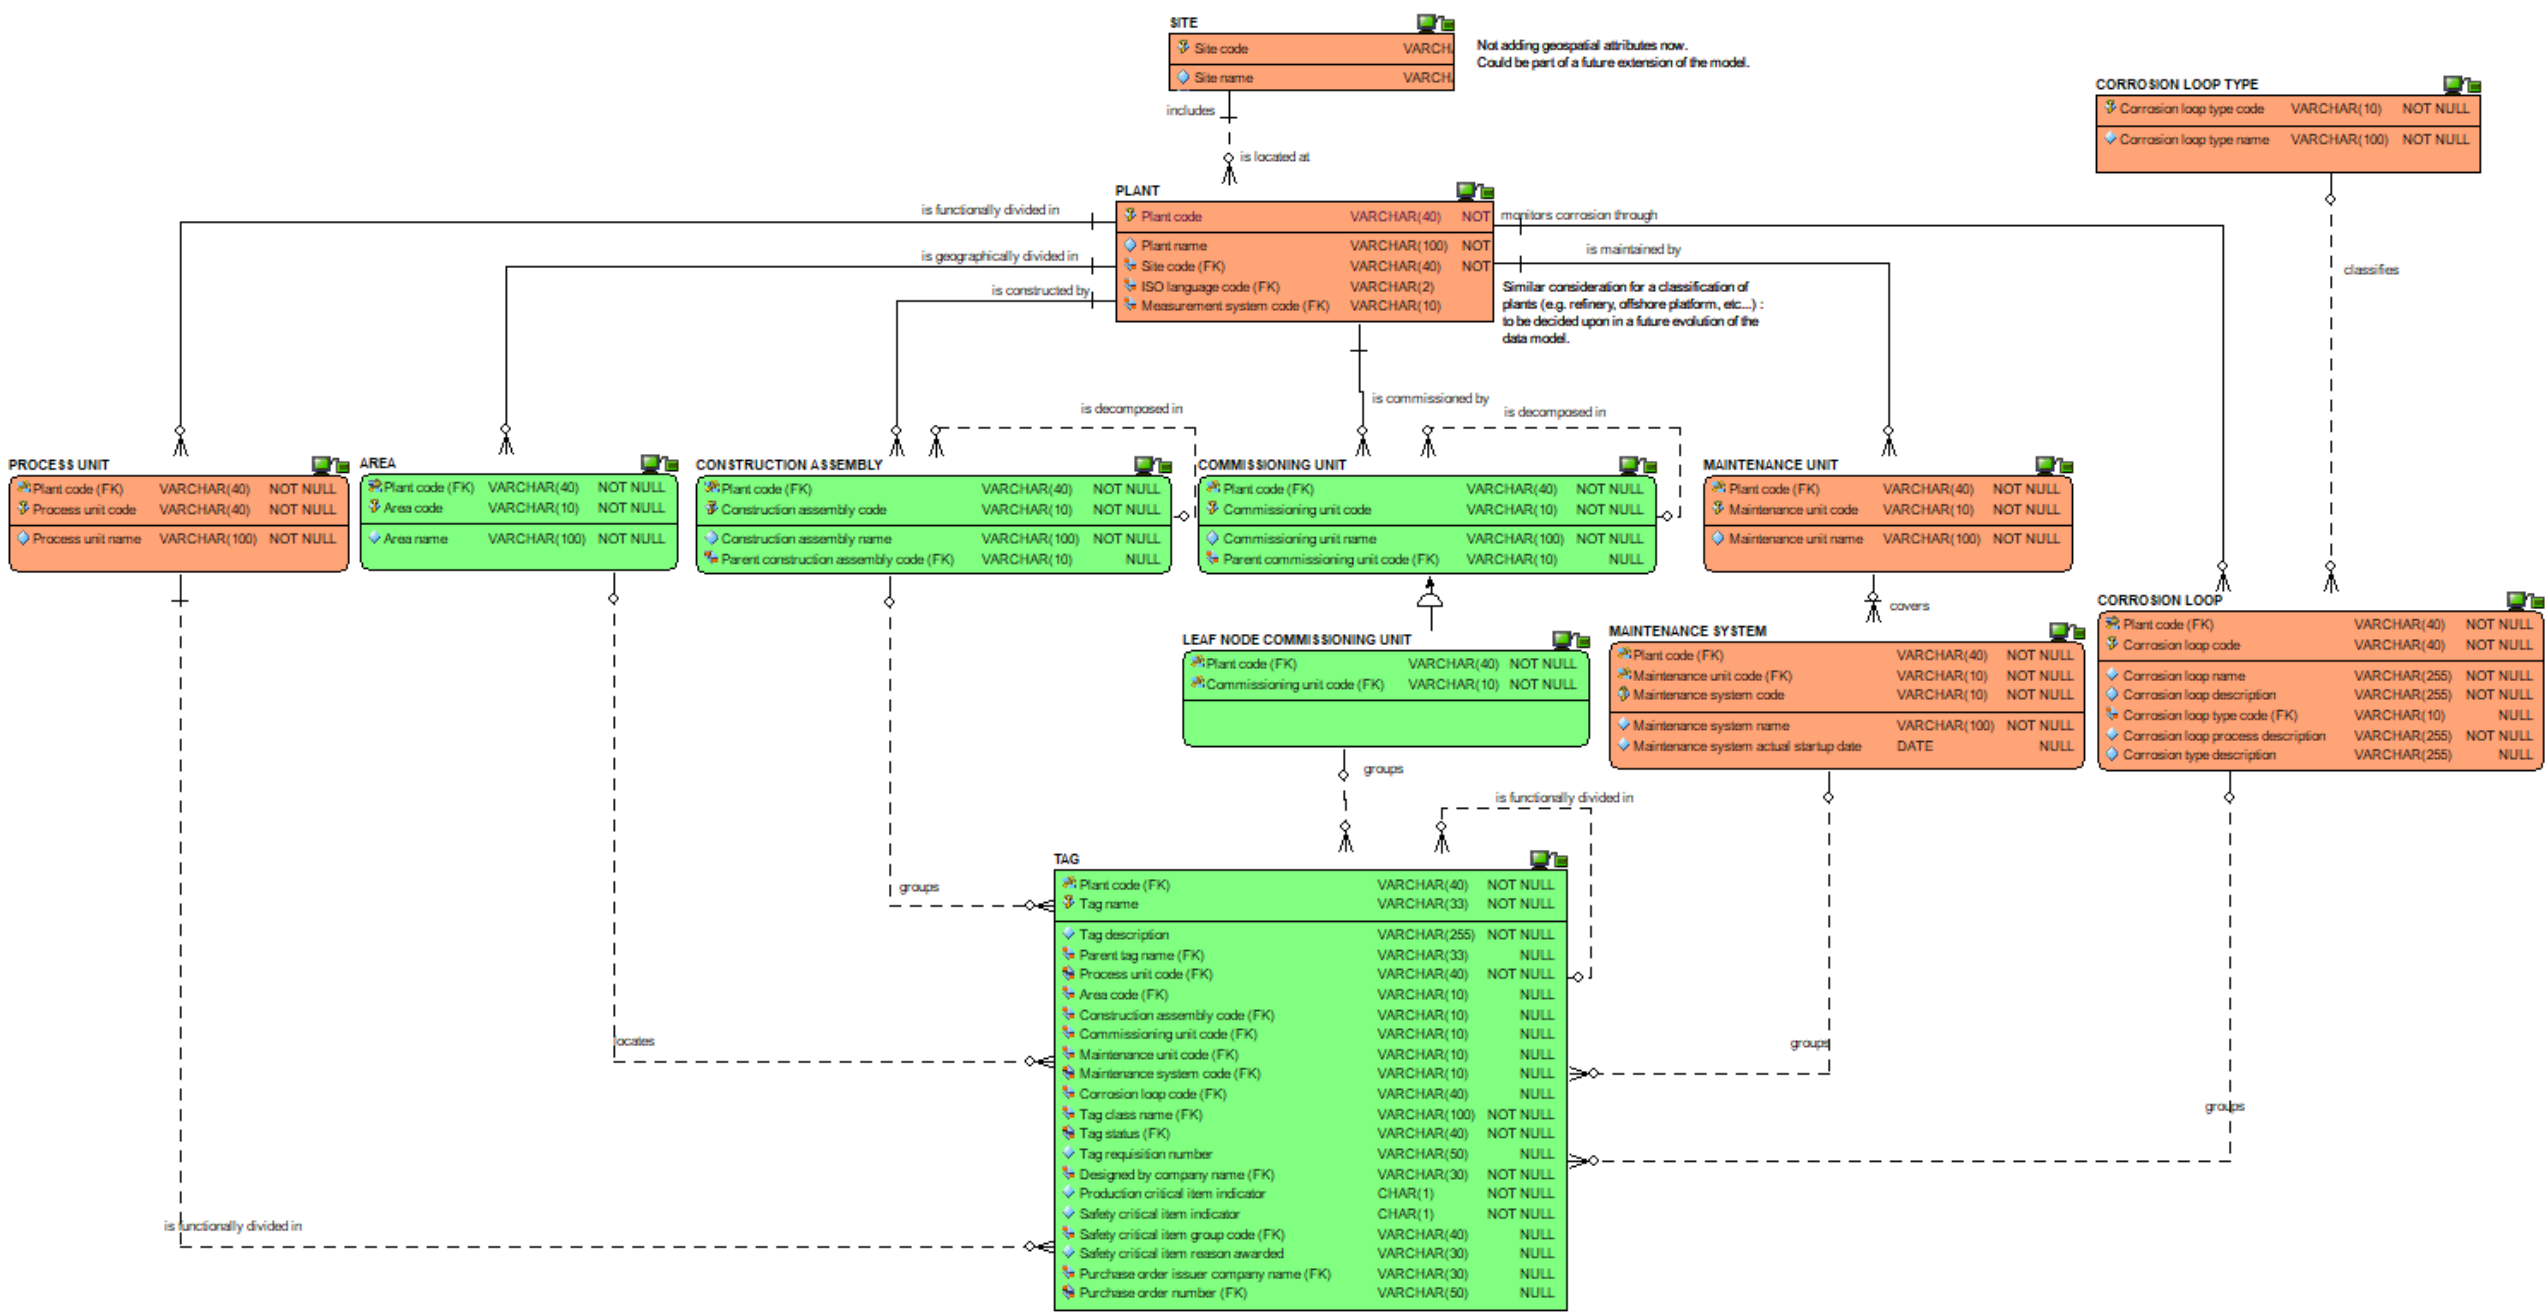 SITE
Site code VARCH
Site name VARCH
Not adding geospatial attributes now.
Could be part of a future extension of the model.
CORROSION LOOP TYPE
Corrosion loop type code VARCHAR(10) NOT NULL
Corrosion loop type name VARCHAR(100) NOT NULL
includes
is located at
PLANT
Plant code VARCHAR(40) NOT
Plant name VARCHAR(100) NOT
Site code (FK) VARCHAR(40) NOT
ISO language code (FK) VARCHAR(2)
Measurement system code (FK) VARCHAR(10)
is functionally divided in
is geographically divided in
is constructed by
monitors corrosion through
is maintained by
classifies
Similar consideration for a classification of
plants (e.g. refinery, offshore platform, etc...) :
to be decided upon in a future evolution of the
data model.
is decomposed in
is commissioned by
is decomposed in
PROCESS UNIT
Plant code (FK) VARCHAR(40) NOT NULL
Process unit code VARCHAR(40) NOT NULL
Process unit name VARCHAR(100) NOT NULL
AREA
Plant code (FK) VARCHAR(40) NOT NULL
Area code VARCHAR(10) NOT NULL
Area name VARCHAR(100) NOT NULL
CONSTRUCTION ASSEMBLY
Plant code (FK) VARCHAR(40) NOT NULL
Construction assembly code VARCHAR(10) NOT NULL
Construction assembly name VARCHAR(100) NOT NULL
Parent construction assembly code (FK) VARCHAR(10) NULL
COMMISSIONING UNIT
Plant code (FK) VARCHAR(40) NOT NULL
Commissioning unit code VARCHAR(10) NOT NULL
Commissioning unit name VARCHAR(100) NOT NULL
Parent commissioning unit code (FK) VARCHAR(10) NULL
MAINTENANCE UNIT
Plant code (FK) VARCHAR(40) NOT NULL
Maintenance unit code VARCHAR(10) NOT NULL
Maintenance unit name VARCHAR(100) NOT NULL
covers
LEAF NODE COMMISSIONING UNIT
Plant code (FK) VARCHAR(40) NOT NULL
Commissioning unit code (FK) VARCHAR(10) NOT NULL
MAINTENANCE SYSTEM
Plant code (FK) VARCHAR(40) NOT NULL
Maintenance unit code (FK) VARCHAR(10) NOT NULL
Maintenance system code VARCHAR(10) NOT NULL
Maintenance system name VARCHAR(100) NOT NULL
Maintenance system actual startup date DATE NULL
CORROSION LOOP
Plant code (FK) VARCHAR(40) NOT NULL
Corrosion loop code VARCHAR(40) NOT NULL
Corrosion loop name VARCHAR(255) NOT NULL
Corrosion loop description VARCHAR(255) NOT NULL
Corrosion loop type code (FK) VARCHAR(10) NULL
Corrosion loop process description VARCHAR(255) NOT NULL
Corrosion type description VARCHAR(255) NULL
groups
is functionally divided in
TAG
Plant code (FK) VARCHAR(40) NOT NULL
Tag name VARCHAR(33) NOT NULL
Tag description VARCHAR(255) NOT NULL
Parent tag name (FK) VARCHAR(33) NULL
Process unit code (FK) VARCHAR(40) NOT NULL
Area code (FK) VARCHAR(10) NULL
Construction assembly code (FK) VARCHAR(10) NULL
Commissioning unit code (FK) VARCHAR(10) NULL
Maintenance unit code (FK) VARCHAR(10) NULL
Maintenance system code (FK) VARCHAR(10) NULL
Corrosion loop code (FK) VARCHAR(40) NULL
Tag class name (FK) VARCHAR(100) NOT NULL
Tag status (FK) VARCHAR(40) NOT NULL
Tag requisition number VARCHAR(50) NULL
Designed by company name (FK) VARCHAR(30) NOT NULL
Production critical item indicator CHAR(1) NOT NULL
Safety critical item indicator CHAR(1) NOT NULL
Safety critical item group code (FK) VARCHAR(40) NULL
Safety critical item reason awarded VARCHAR(30) NULL
Purchase order issuer company name (FK) VARCHAR(30) NULL
Purchase order number (FK) VARCHAR(50) NULL
groups
locates
groups
groups
is functionally divided in